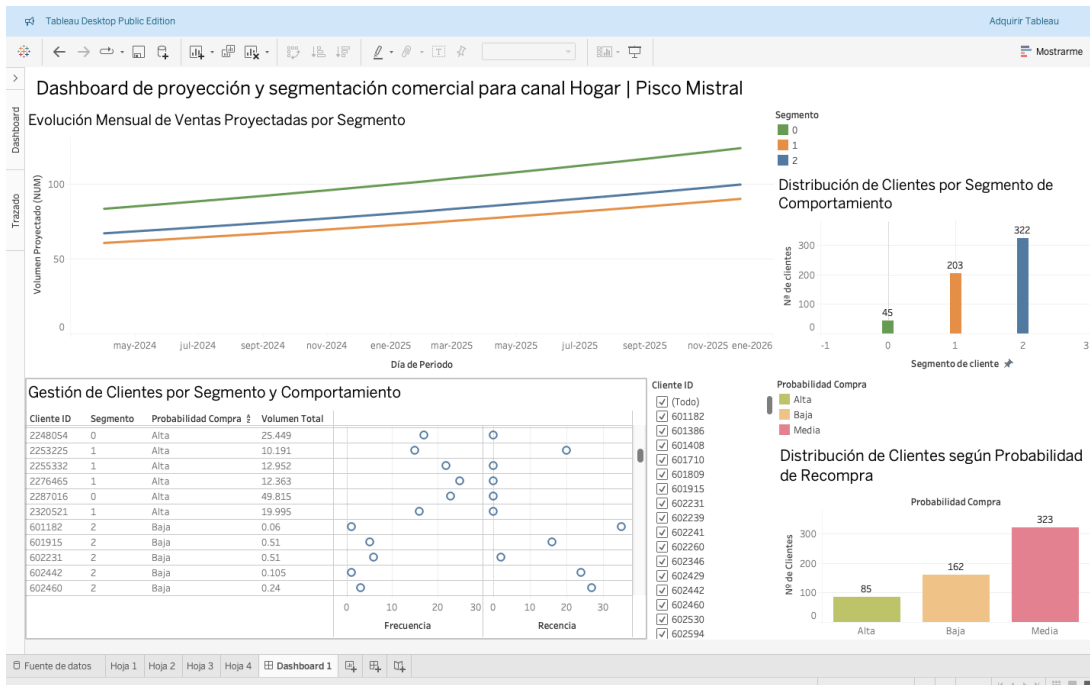 Tableau Desktop Public Edition
Adquirir Tableau
Mostrarme
Dashboard
Trazado
Dashboard de proyección y segmentación comercial para canal Hogar | Pisco Mistral
Evolución Mensual de Ventas Proyectadas por Segmento
Volumen Proyectado (NUM)
100
50
0
may-2024 jul-2024 sept-2024 nov-2024 ene-2025 mar-2025 may-2025 jul-2025 sept-2025 nov-2025 ene-2026
Día de Periodo
Segmento
0
1
2
Distribución de Clientes por Segmento de
Comportamiento
Nº de clientes
300
200
100
0
45
203
322
-1 0 1 2 3
Segmento de cliente
Gestión de Clientes por Segmento y Comportamiento
Cliente ID Segmento Probabilidad Compra Volumen Total
2248054 0 Alta 25.449
2253225 1 Alta 10.191
2255332 1 Alta 12.952
2276465 1 Alta 12.363
2287016 0 Alta 49.815
2320521 1 Alta 19.995
601182 2 Baja 0.06
601915 2 Baja 0.51
602231 2 Baja 0.51
602442 2 Baja 0.105
602460 2 Baja 0.24
0 10 20 30 0 10 20 30
Frecuencia Recencia
Cliente ID
(Todo)
601182
601386
601408
601710
601809
601915
602231
602239
602241
602260
602346
602429
602442
602460
602530
602594
Probabilidad Compra
Alta
Baja
Media
Distribución de Clientes según Probabilidad
de Recompra
Probabilidad Compra
Nº de Clientes
300
200
100
0
85
162
323
Alta Baja Media
Fuente de datos Hoja 1 Hoja 2 Hoja 3 Hoja 4 Dashboard 1